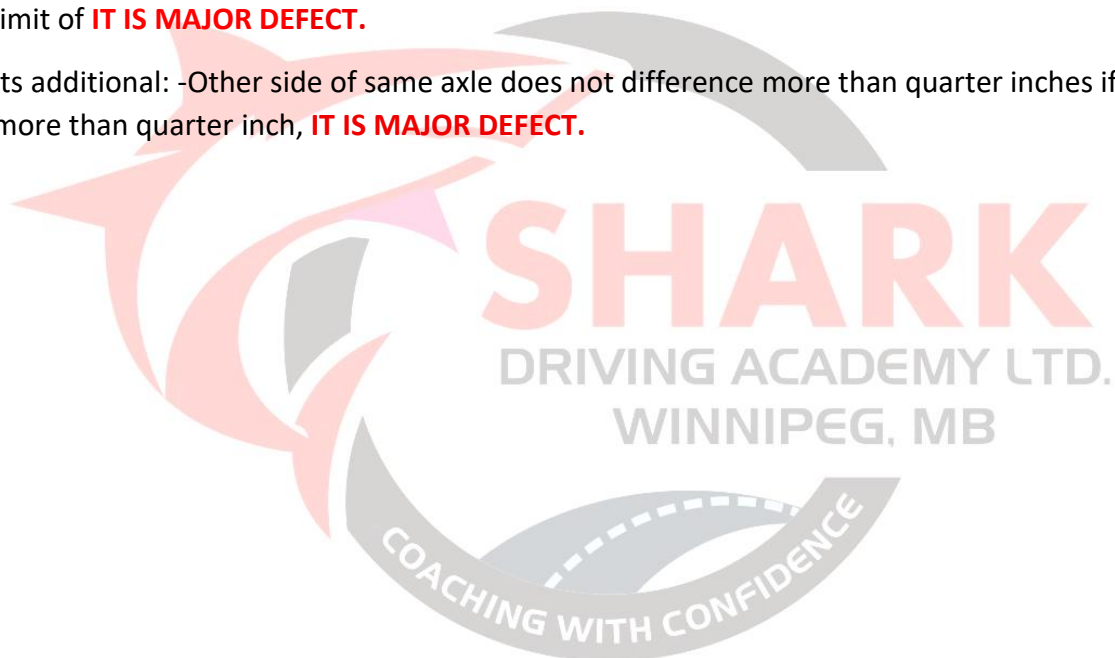 imit of IT IS MAJOR DEFECT.
ts additional: -Other side of same axle does not difference more than quarter inches if
more than quarter inch, IT IS MAJOR DEFECT.
SHARK
DRIVING ACADEMY LTD.
WINNIPEG, MB
COACHING WITH CONFIDENCE